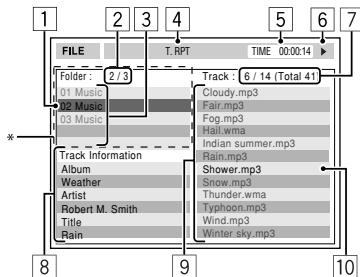 1 2 3 4 5 6 7
FILE T. RPT TIME 00:00:14
Folder : 2 / 3
01 Music
02 Music
03 Music
*
Track Information
Album
Weather
Artist
Robert M. Smith
Title
Rain
Track : 6 / 14 (Total 41)
Cloudy.mp3
Fair.mp3
Fog.mp3
Hail.wma
Indian summer.mp3
Rain.mp3
Shower.mp3
Snow.mp3
Thunder.wma
Typhoon.mp3
Wind.mp3
Winter sky.mp3
8 9 10